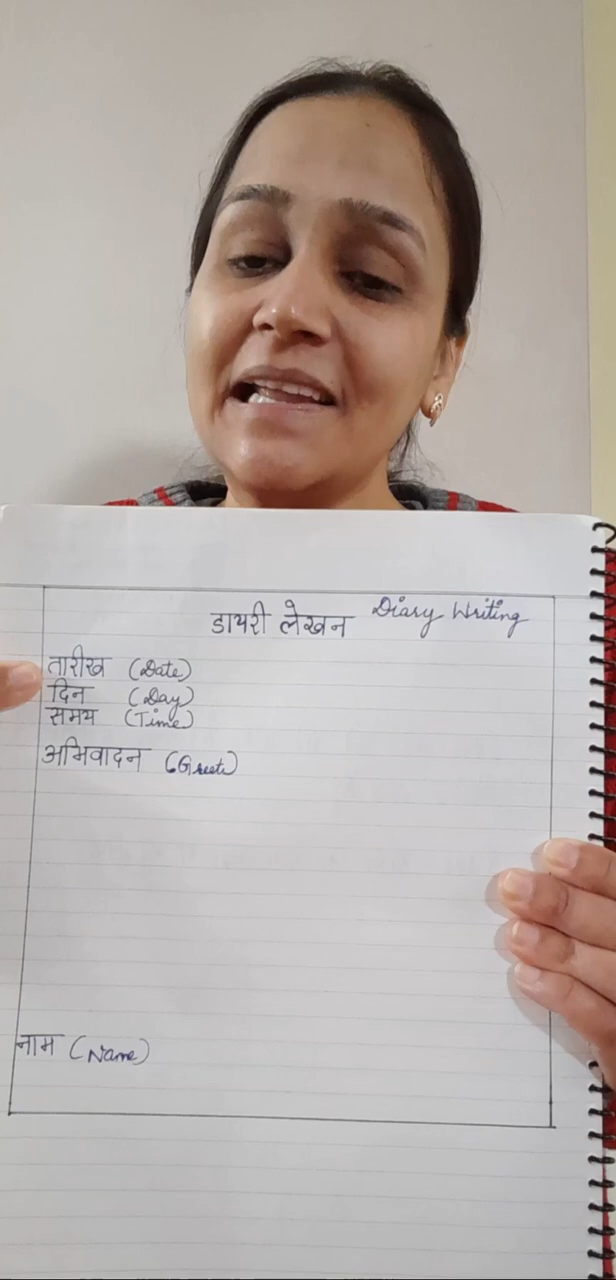 डायरी लेखन Diary Writing
तारीख (Date)
दिन (Day)
समय (Time)
अभिवादन (Greet)
नाम (Name)